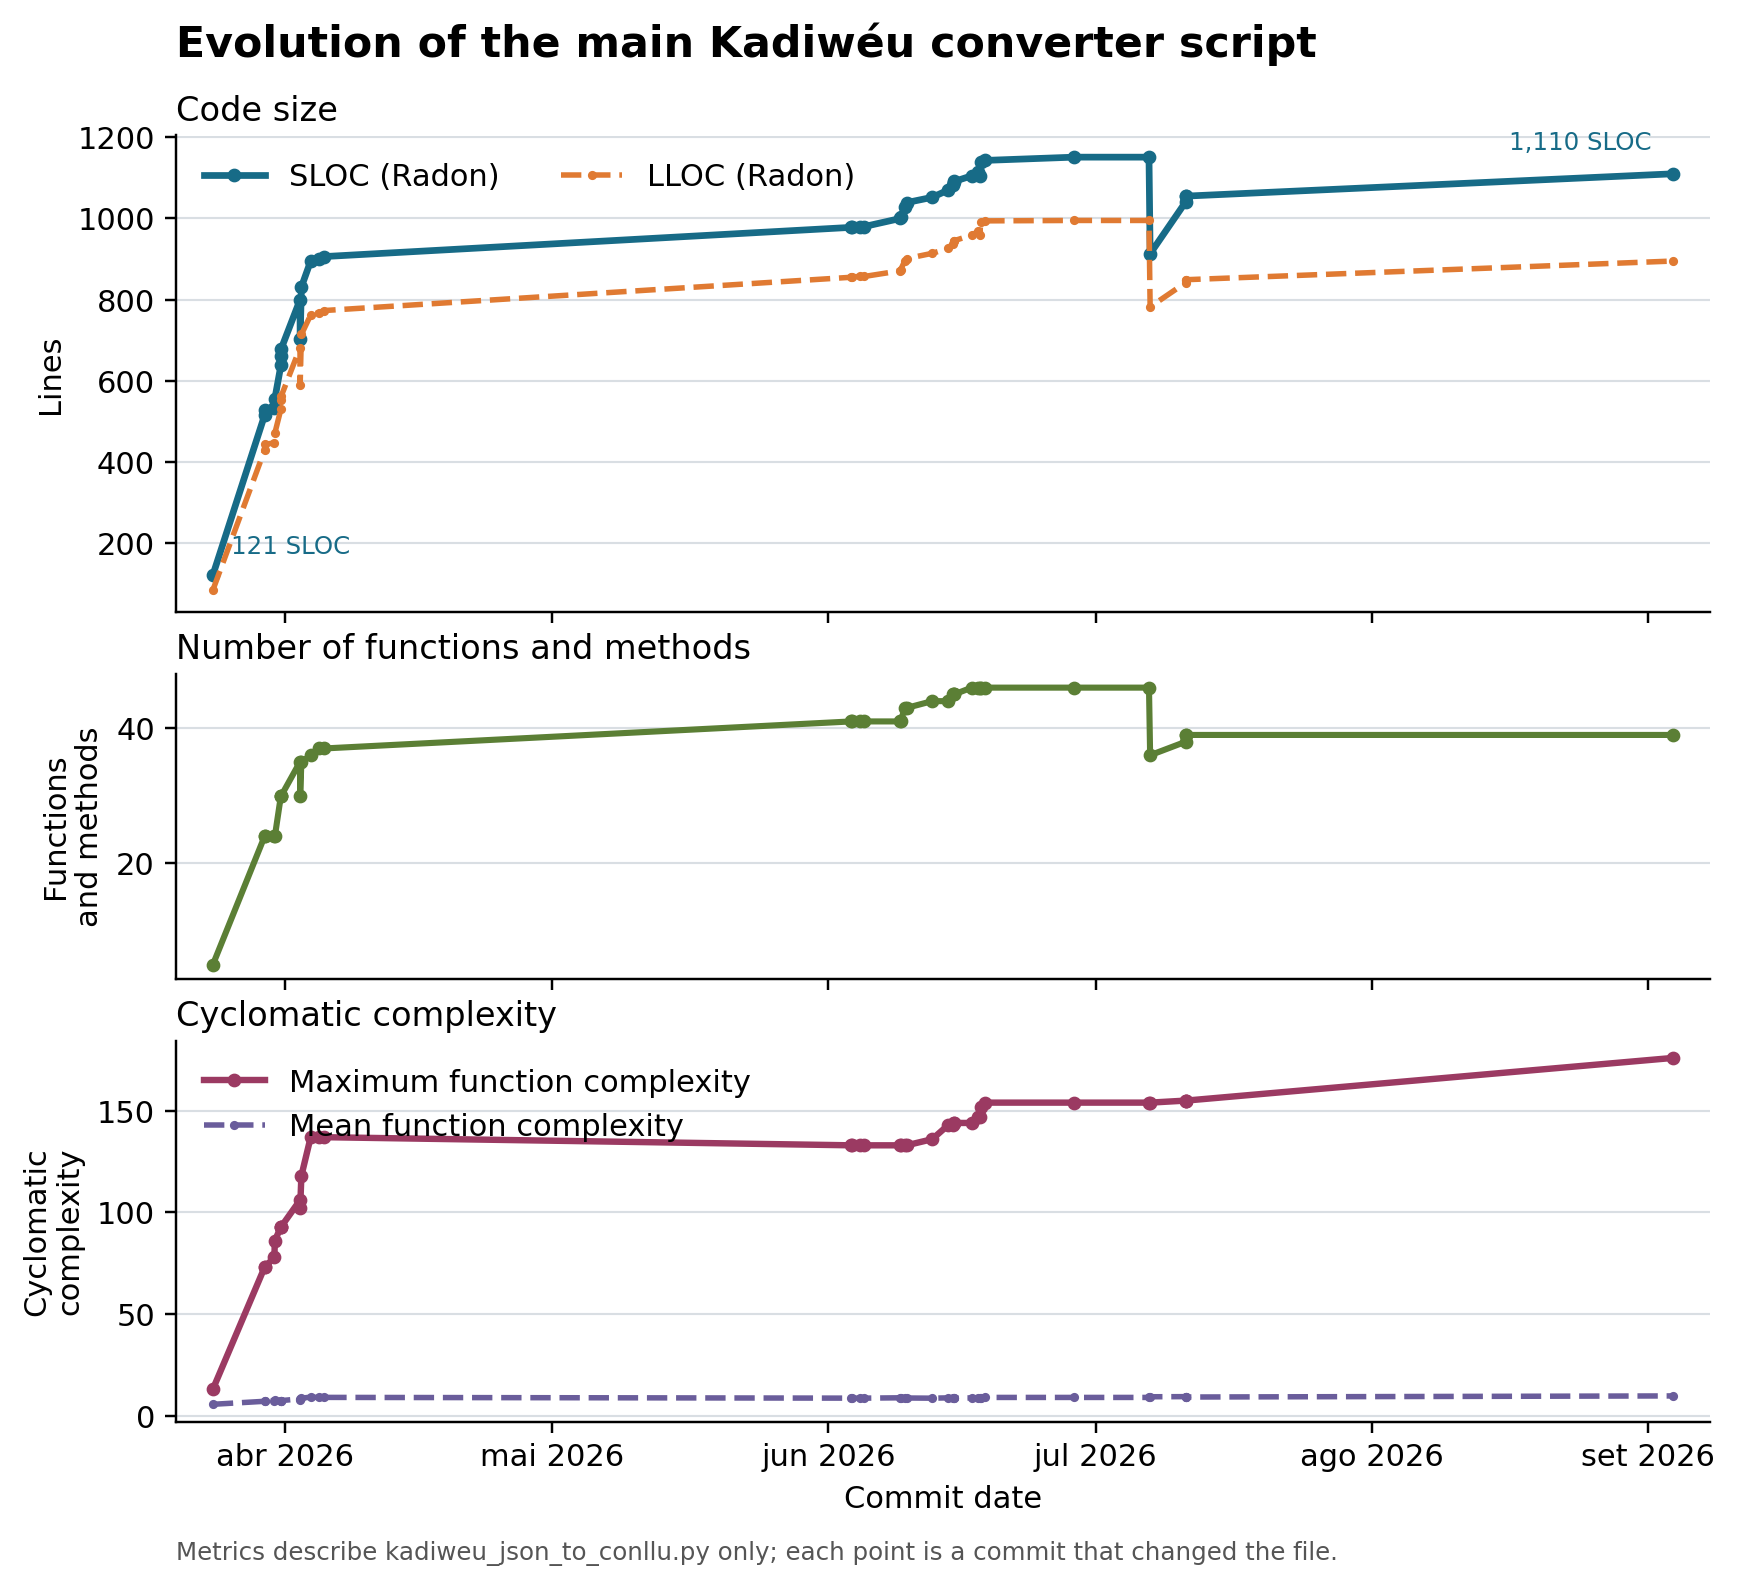 Evolution of the main Kadiwéu converter script
Code size
1200
1000
800
600
400
200
Lines
SLOC (Radon)
LLOC (Radon)
1,110 SLOC
121 SLOC
Number of functions and methods
40
20
Functions
and methods
Cyclomatic complexity
150
100
50
0
Cyclomatic
complexity
Maximum function complexity
Mean function complexity
abr 2026
mai 2026
jun 2026
jul 2026
ago 2026
set 2026
Commit date
Metrics describe kadiweu_json_to_conllu.py only; each point is a commit that changed the file.